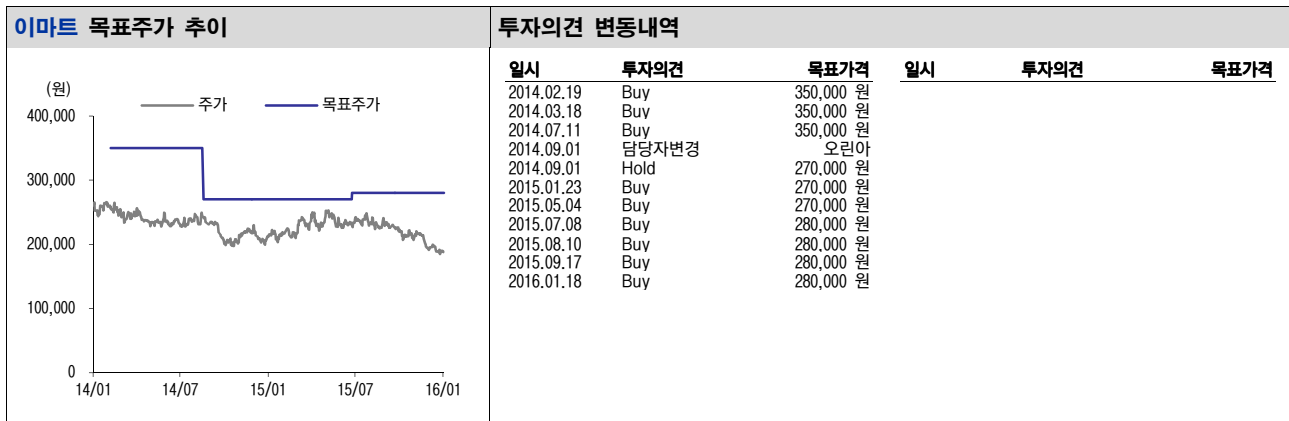 이마트 목표주가 추이
(원)
주가 목표주가
400,000
300,000
200,000
100,000
0
14/01 14/07 15/01 15/07 16/01
투자의견 변동내역
일시 투자의견 목표가격 일시 투자의견 목표가격
2014.02.19 Buy 350,000 원
2014.03.18 Buy 350,000 원
2014.07.11 Buy 350,000 원
2014.09.01 담당자변경 오린아
2014.09.01 Hold 270,000 원
2015.01.23 Buy 270,000 원
2015.05.04 Buy 270,000 원
2015.07.08 Buy 280,000 원
2015.08.10 Buy 280,000 원
2015.09.17 Buy 280,000 원
2016.01.18 Buy 280,000 원